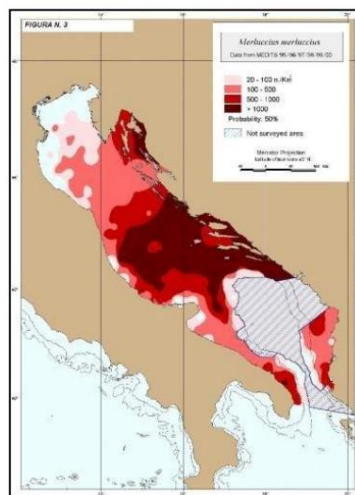 FIGURA N. 3
Merluccius merluccius
Data from MEDITS 95-96-97-98-99-00
20 - 100 n./Km²
100 - 500
500 - 1000
> 1000
Probability: 50%
Not surveyed area
Mercator Projection